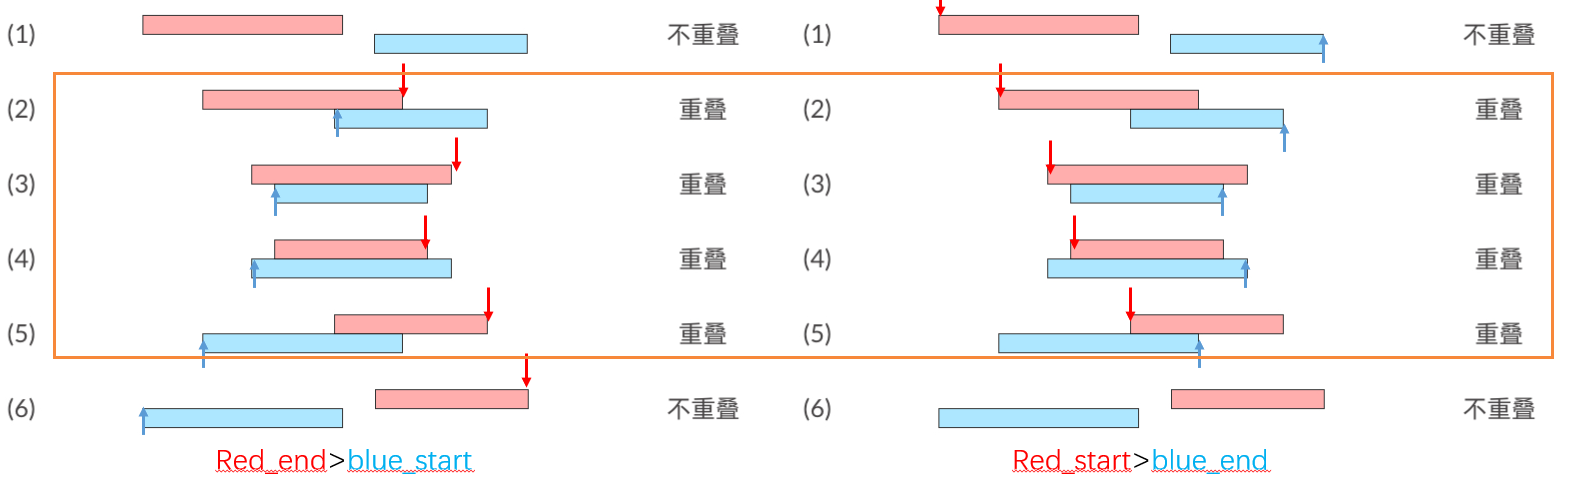 (1) 不重叠 (1) 不重叠
(2) 重叠 (2) 重叠
(3) 重叠 (3) 重叠
(4) 重叠 (4) 重叠
(5) 重叠 (5) 重叠
(6) 不重叠 (6) 不重叠
Red_end>blue_start Red_start>blue_end